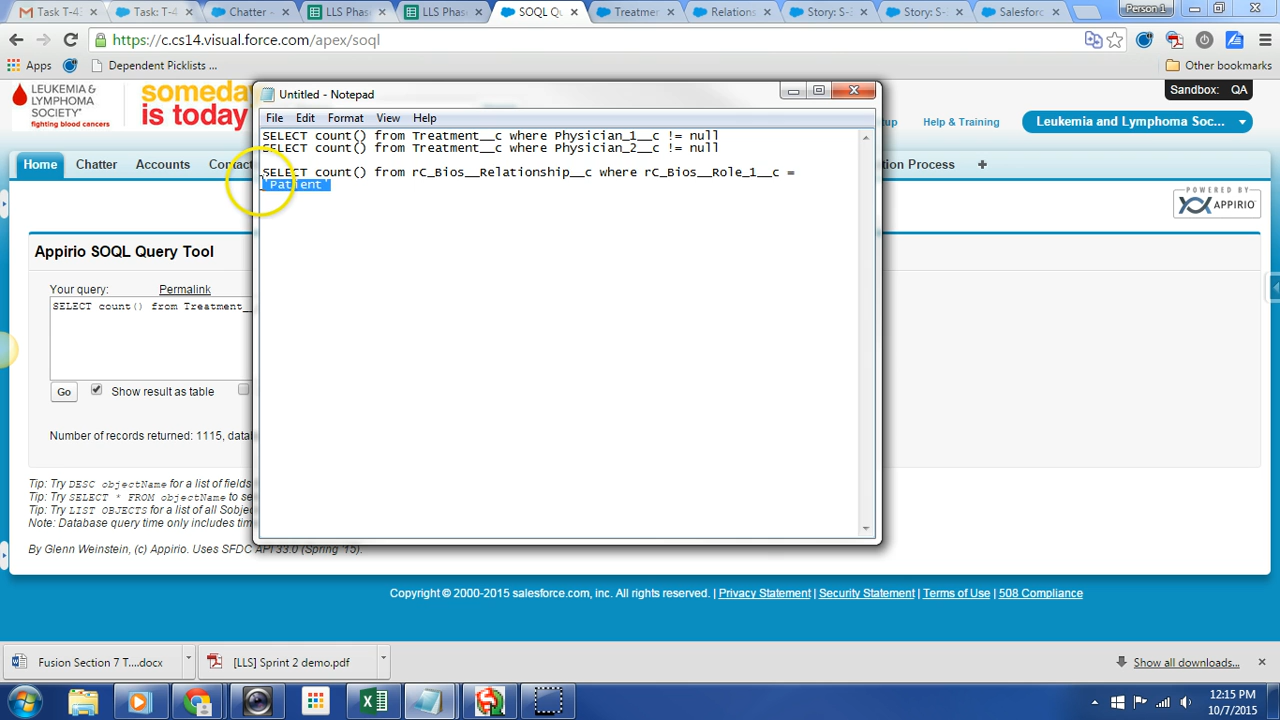 Task T-4
Task: T-4
Chatter -
LLS Phas
LLS Phas
SOQL Q
Treatmen
Relations
Story: S-
Story: S-
Salesforc
Person 1
https://c.cs14.visual.force.com/apex/soql
Apps
Dependent Picklists ...
Other bookmarks
LEUKEMIA &
LYMPHOMA
SOCIETY
fighting blood cancers
someday
is today
Sandbox: QA
Help & Training
Leukemia and Lymphoma Soc...
Home
Chatter
Accounts
Contac
tion Process
POWERED BY
APPIRIO
Untitled - Notepad
File Edit Format View Help
SELECT count() from Treatment__c where Physician_1__c != null
SELECT count() from Treatment__c where Physician_2__c != null
SELECT count() from rC_Bios__Relationship__c where rC_Bios__Role_1__c =
'Patient'
Appirio SOQL Query Tool
Your query:
Permalink
SELECT count() from Treatment__
Go
Show result as table
Number of records returned: 1115, data
Tip: Try DESC objectName for a list of fields
Tip: Try SELECT * FROM objectName to se
Tip: Try LIST OBJECTS for a list of all Sobject
Note: Database query time only includes tim
By Glenn Weinstein, (c) Appirio. Uses SFDC API 33.0 (Spring '15).
Copyright © 2000-2015 salesforce.com, inc. All rights reserved. | Privacy Statement | Security Statement | Terms of Use | 508 Compliance
Fusion Section 7 T....docx
[LLS] Sprint 2 demo.pdf
Show all downloads...
12:15 PM
10/7/2015